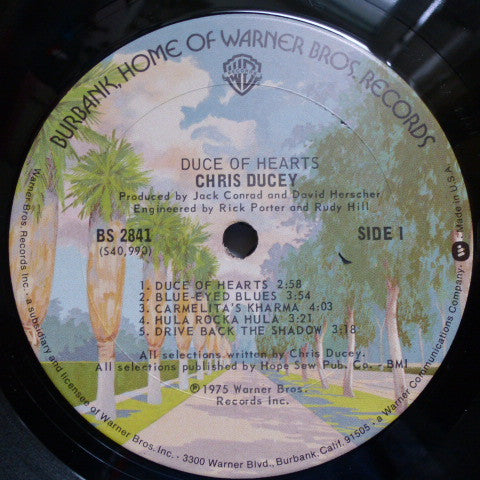 BURBANK, HOME OF WARNER BROS. RECORDS
DUCE OF HEARTS
CHRIS DUCEY
Produced by Jack Conrad and David Herscher
Engineered by Rick Porter and Rudy Hill
BS 2841
(S40,990)
SIDE 1
1. DUCE OF HEARTS 2:58
2. BLUE-EYED BLUES 3:54
3. CARMELITA'S KHARMA 4:03
4. HULA ROCKA HULA 3:21
5. DRIVE BACK THE SHADOW 3:18
All selections written by Chris Ducey.
All selections published by Hope Sew Pub. Co. - BMI
℗1975 Warner Bros.
Records Inc.
Warner Bros. Records Inc. • a subsidiary and licensee of Warner Bros. Inc. • 3300 Warner Blvd., Burbank, Calif. 91505 • a Warner Communications Company • Made in U.S.A.